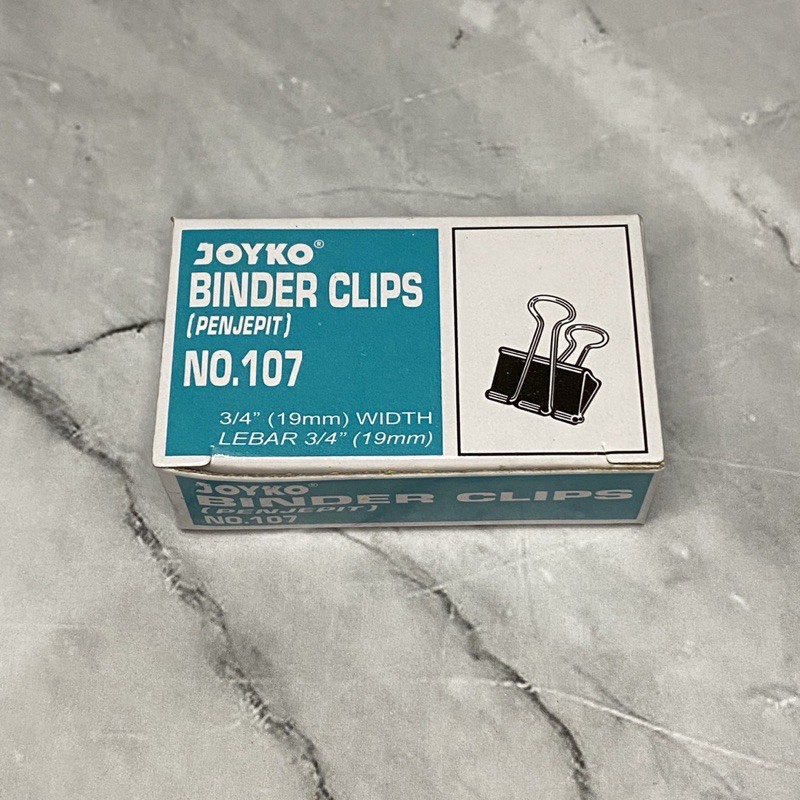 JOYKO®
BINDER CLIPS
(PENJEPIT)
NO.107
3/4" (19mm) WIDTH
LEBAR 3/4" (19mm)
JOYKO®
BINDER CLIPS
(PENJEPIT)
NO.107